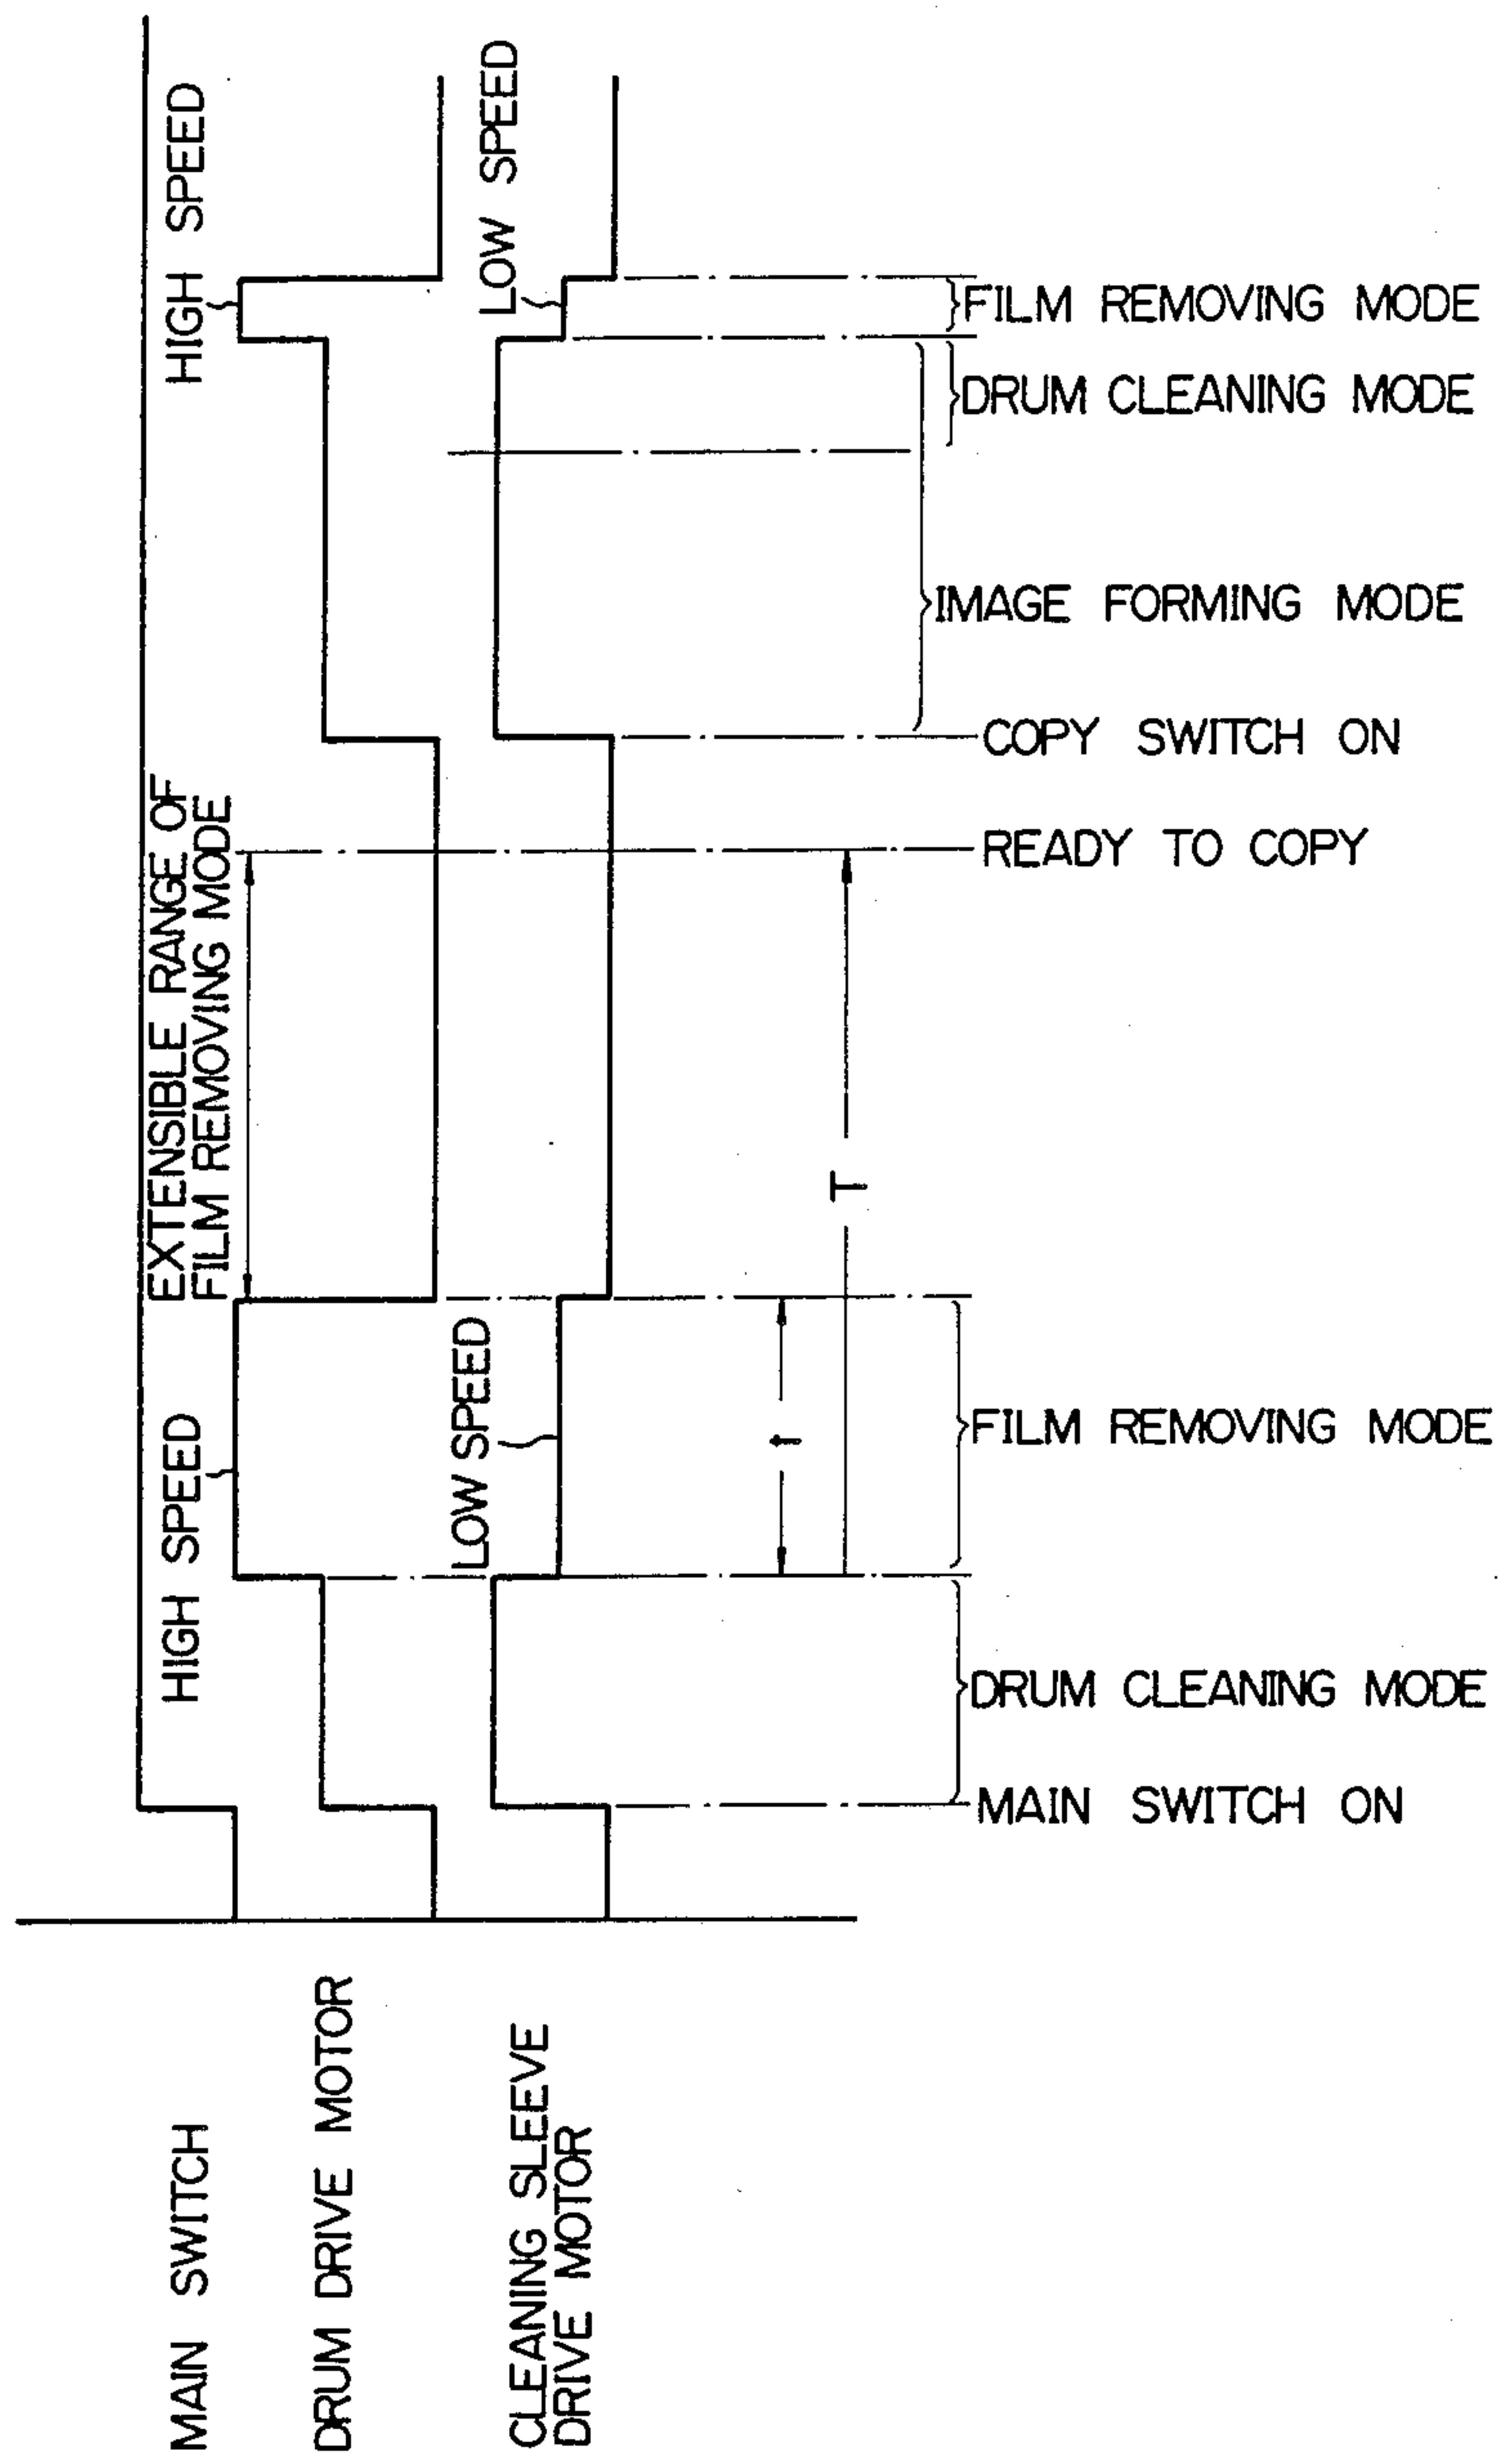 MAIN SWITCH
DRUM DRIVE MOTOR
CLEANING SLEEVE
DRIVE MOTOR
HIGH SPEED
EXTENSIBLE RANGE OF
FILM REMOVING MODE
HIGH SPEED
LOW SPEED
LOW SPEED
t
T
FILM REMOVING MODE
DRUM CLEANING MODE
IMAGE FORMING MODE
COPY SWITCH ON
READY TO COPY
FILM REMOVING MODE
DRUM CLEANING MODE
MAIN SWITCH ON